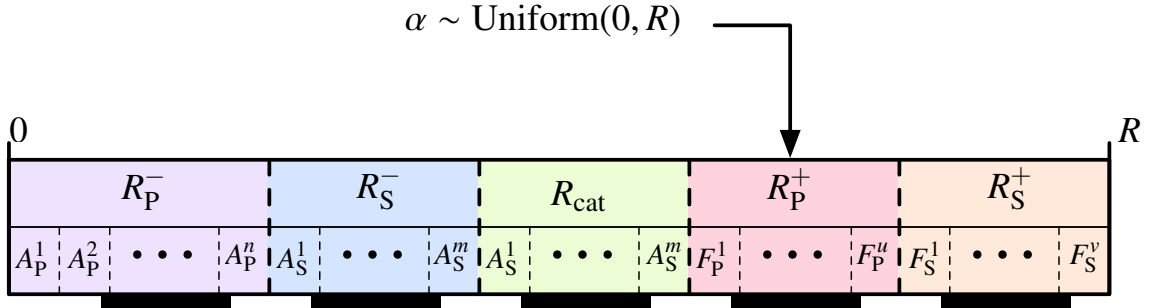 α ~ Uniform(0, R)
0 R
R_P^- R_S^- R_cat R_P^+ R_S^+
A_P^1 A_P^2 • • • A_P^n A_S^1 • • • A_S^m A_S^1 • • • A_S^m F_P^1 • • • F_P^u F_S^1 • • • F_S^v